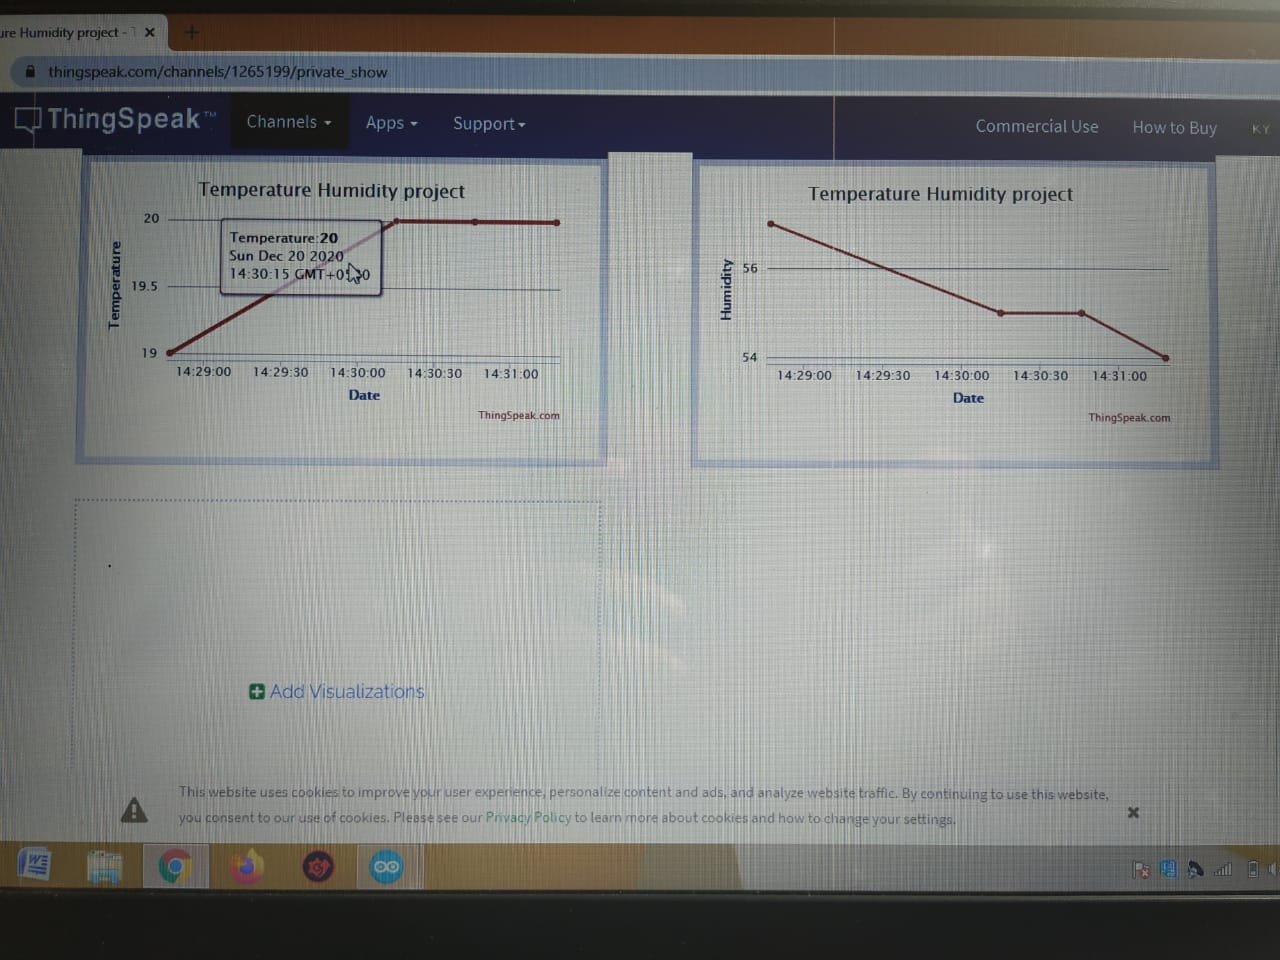 ure Humidity project - T
thingspeak.com/channels/1265199/private_show
ThingSpeak™ Channels Apps Support Commercial Use How to Buy KY
Temperature Humidity project
20
19.5
19
Temperature
Temperature:20
Sun Dec 20 2020
14:30:15 GMT+05:30
14:29:00 14:29:30 14:30:00 14:30:30 14:31:00
Date
ThingSpeak.com
Temperature Humidity project
56
54
Humidity
14:29:00 14:29:30 14:30:00 14:30:30 14:31:00
Date
ThingSpeak.com
Add Visualizations
This website uses cookies to improve your user experience, personalize content and ads, and analyze website traffic. By continuing to use this website,
you consent to our use of cookies. Please see our Privacy Policy to learn more about cookies and how to change your settings.